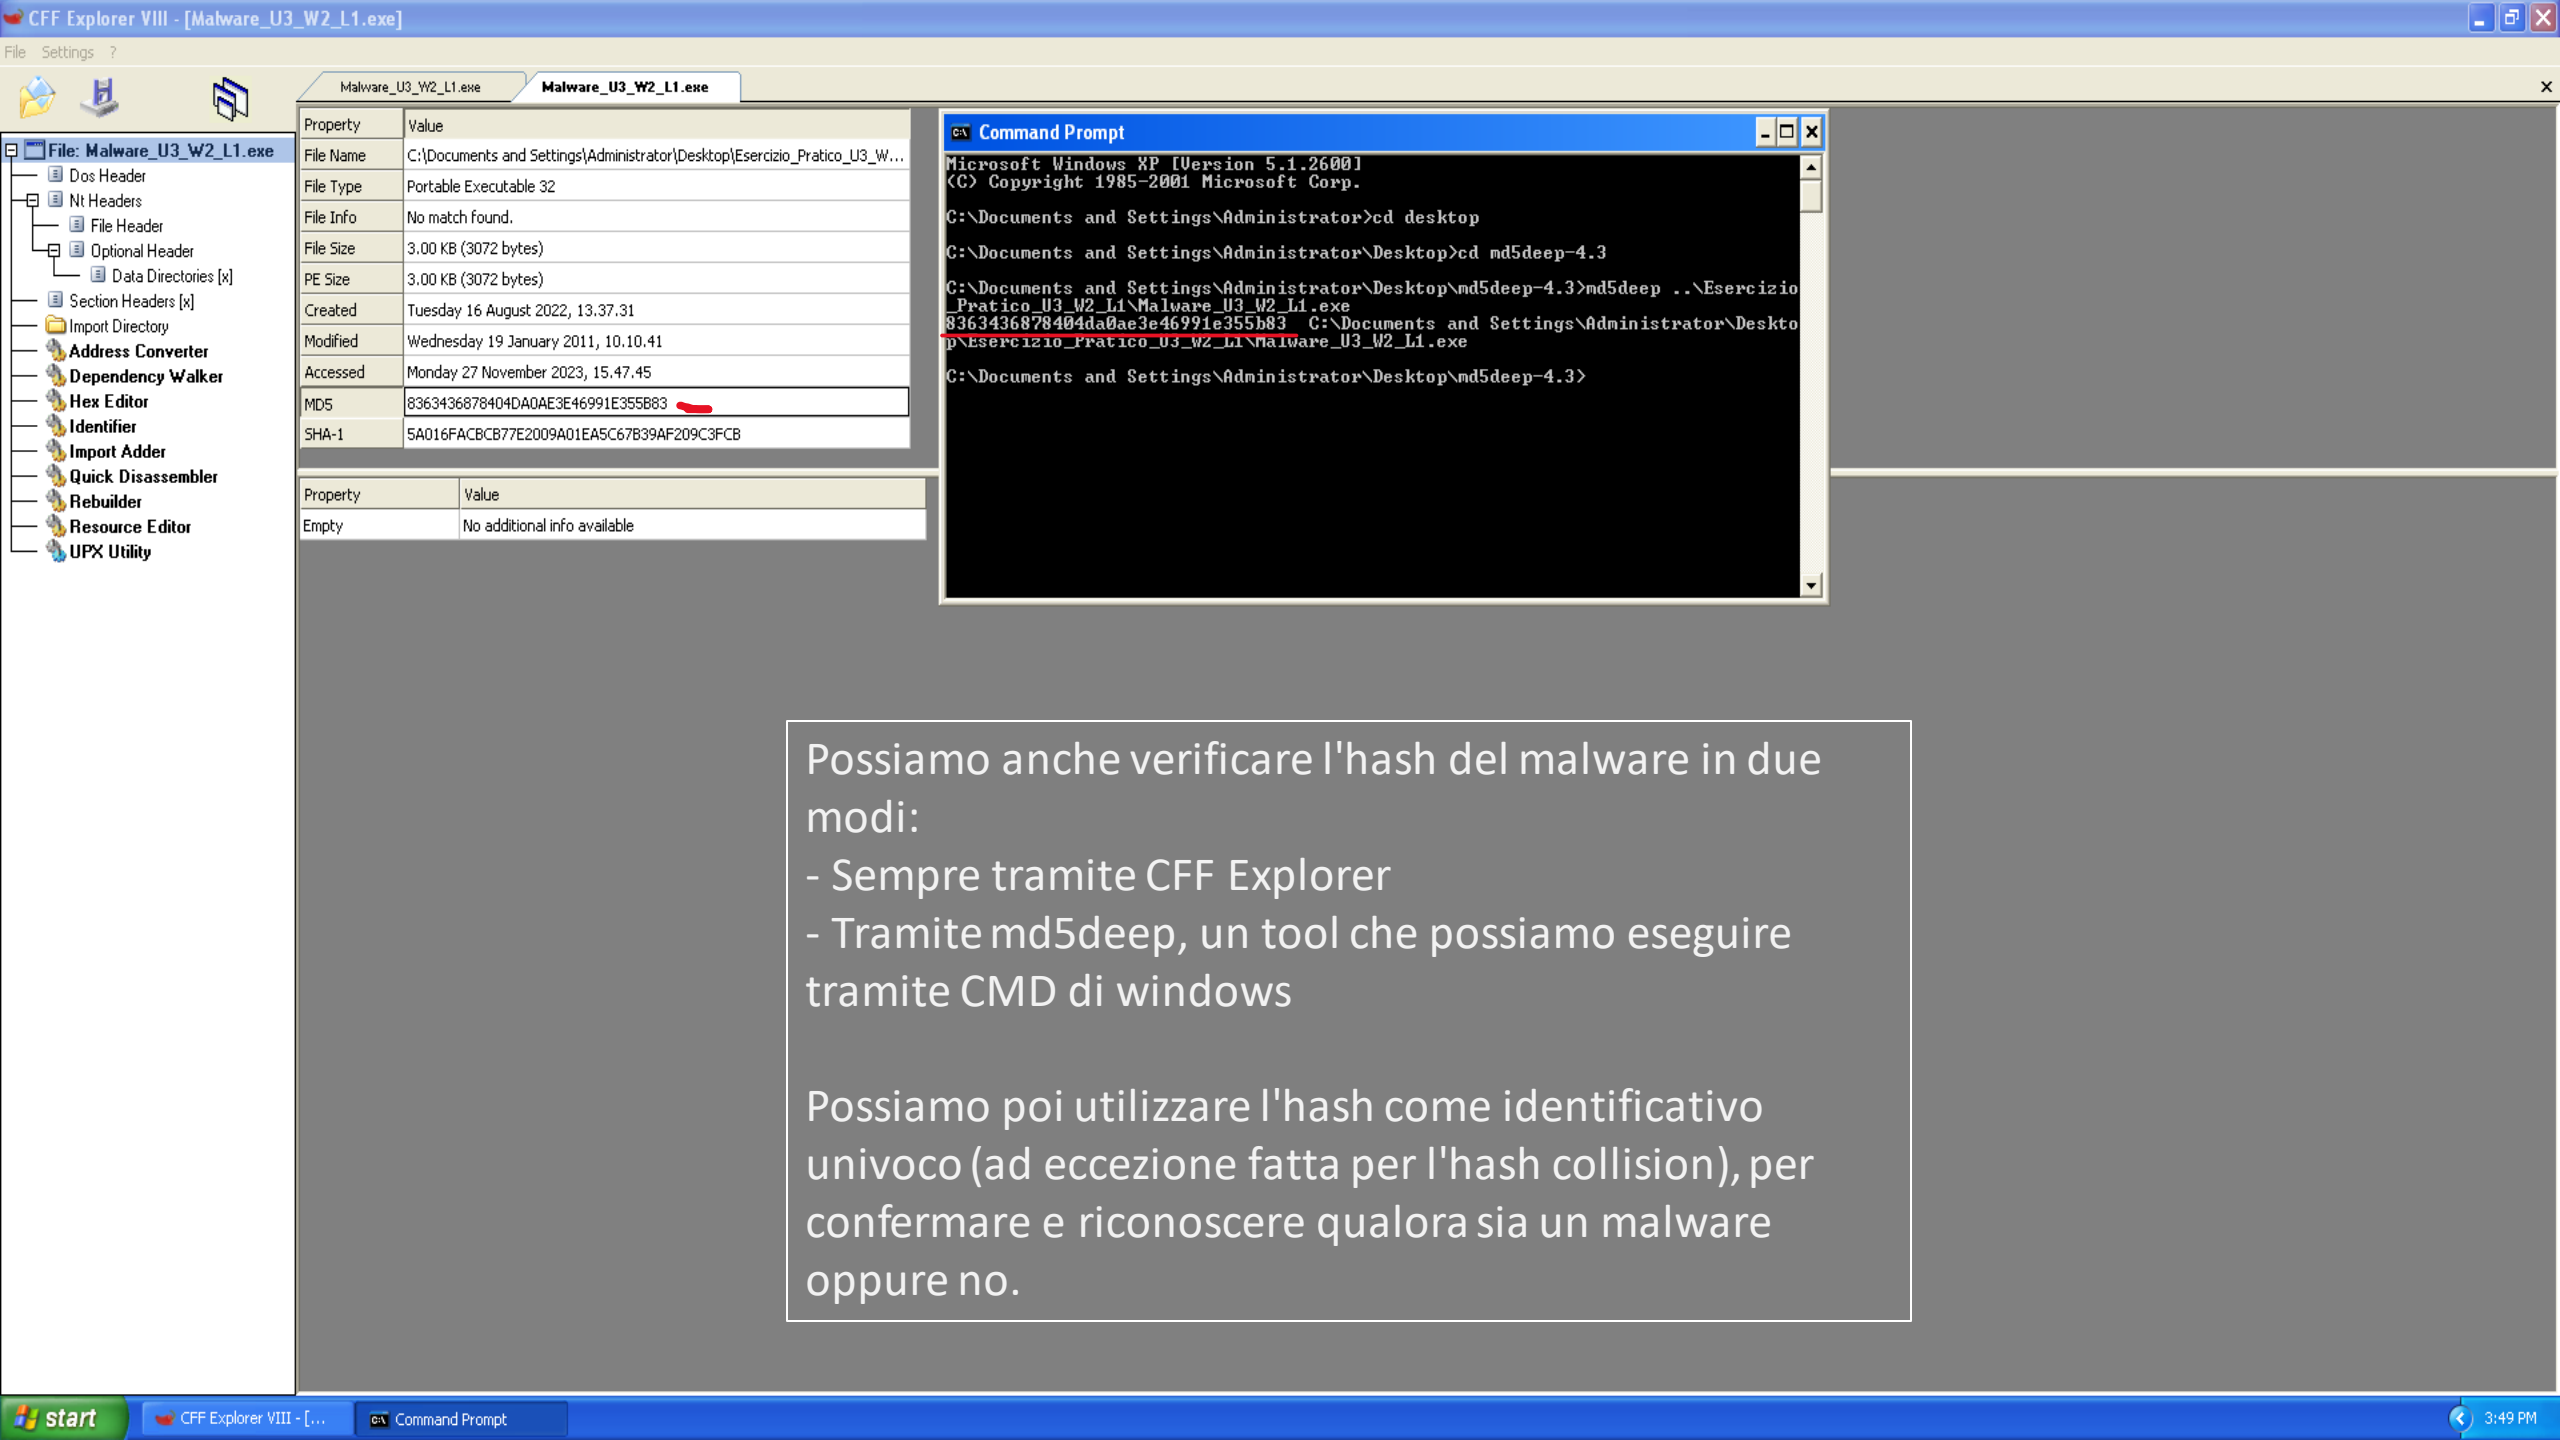 CFF Explorer VIII - [Malware_U3_W2_L1.exe]
File Settings ?
Malware_U3_W2_L1.exe
Malware_U3_W2_L1.exe
File: Malware_U3_W2_L1.exe
Dos Header
Nt Headers
File Header
Optional Header
Data Directories [x]
Section Headers [x]
Import Directory
Address Converter
Dependency Walker
Hex Editor
Identifier
Import Adder
Quick Disassembler
Rebuilder
Resource Editor
UPX Utility
Property Value
File Name C:\Documents and Settings\Administrator\Desktop\Esercizio_Pratico_U3_W...
File Type Portable Executable 32
File Info No match found.
File Size 3.00 KB (3072 bytes)
PE Size 3.00 KB (3072 bytes)
Created Tuesday 16 August 2022, 13.37.31
Modified Wednesday 19 January 2011, 10.10.41
Accessed Monday 27 November 2023, 15.47.45
MD5 8363436878404DA0AE3E46991E355B83
SHA-1 5A016FACBCB77E2009A01EA5C67B39AF209C3FCB
Property Value
Empty No additional info available
Command Prompt
Microsoft Windows XP [Version 5.1.2600]
(C) Copyright 1985-2001 Microsoft Corp.
C:\Documents and Settings\Administrator>cd desktop
C:\Documents and Settings\Administrator\Desktop>cd md5deep-4.3
C:\Documents and Settings\Administrator\Desktop\md5deep-4.3>md5deep ..\Esercizio
_Pratico_U3_W2_L1\Malware_U3_W2_L1.exe
8363436878404da0ae3e46991e355b83  C:\Documents and Settings\Administrator\Deskto
p\Esercizio_Pratico_U3_W2_L1\Malware_U3_W2_L1.exe
C:\Documents and Settings\Administrator\Desktop\md5deep-4.3>
Possiamo anche verificare l'hash del malware in due
modi:
- Sempre tramite CFF Explorer
- Tramite md5deep, un tool che possiamo eseguire
tramite CMD di windows
Possiamo poi utilizzare l'hash come identificativo
univoco (ad eccezione fatta per l'hash collision), per
confermare e riconoscere qualora sia un malware
oppure no.
start
CFF Explorer VIII - [...
Command Prompt
3:49 PM